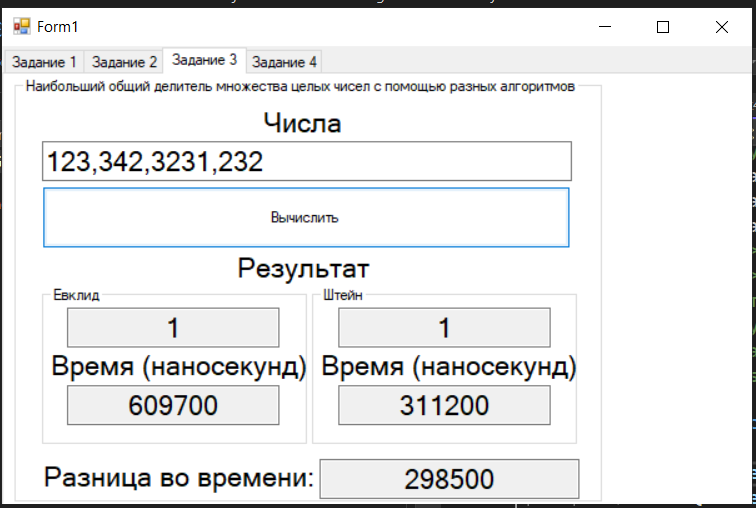 Form1
Задание 1 Задание 2 Задание 3 Задание 4
Наибольший общий делитель множества целых чисел с помощью разных алгоритмов
Числа
123,342,3231,232
Вычислить
Результат
Евклид Штейн
1 1
Время (наносекунд) Время (наносекунд)
609700 311200
Разница во времени: 298500